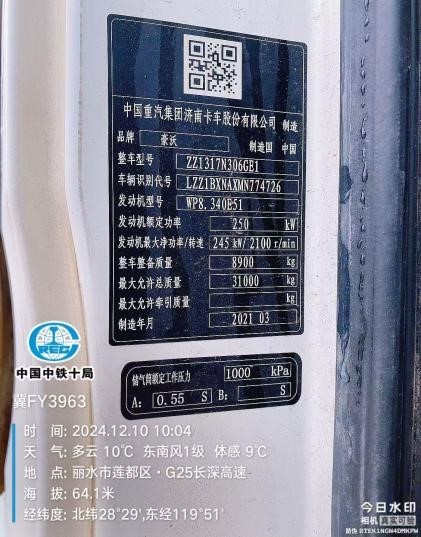 中国重汽集团济南卡车股份有限公司 制造
品牌 豪沃 制造国 中国
整车型号 ZZ1317N306GE1
车辆识别代号 LZZ1BXNAXMN774726
发动机型号 WP8.340E51
发动机额定功率 250 kW
发动机最大净功率/转速 245 kW/ 2100 r/min
整车整备质量 8900 kg
最大允许总质量 31000 kg
最大允许牵引质量 kg
制造年月 2021 03
储气筒额定工作压力 1000 kPa
A: 0.55 S B: S
CREC
中国中铁十局
冀FY3963
时 间: 2024.12.10 10:04
天 气: 多云 10℃ 东南风1级 体感 9℃
地 点: 丽水市莲都区·G25长深高速
海 拔: 64.1米
经纬度: 北纬28°29',东经119°51'
今日水印
相机 真实可验
防伪 BTEK1NGN4DMKPM